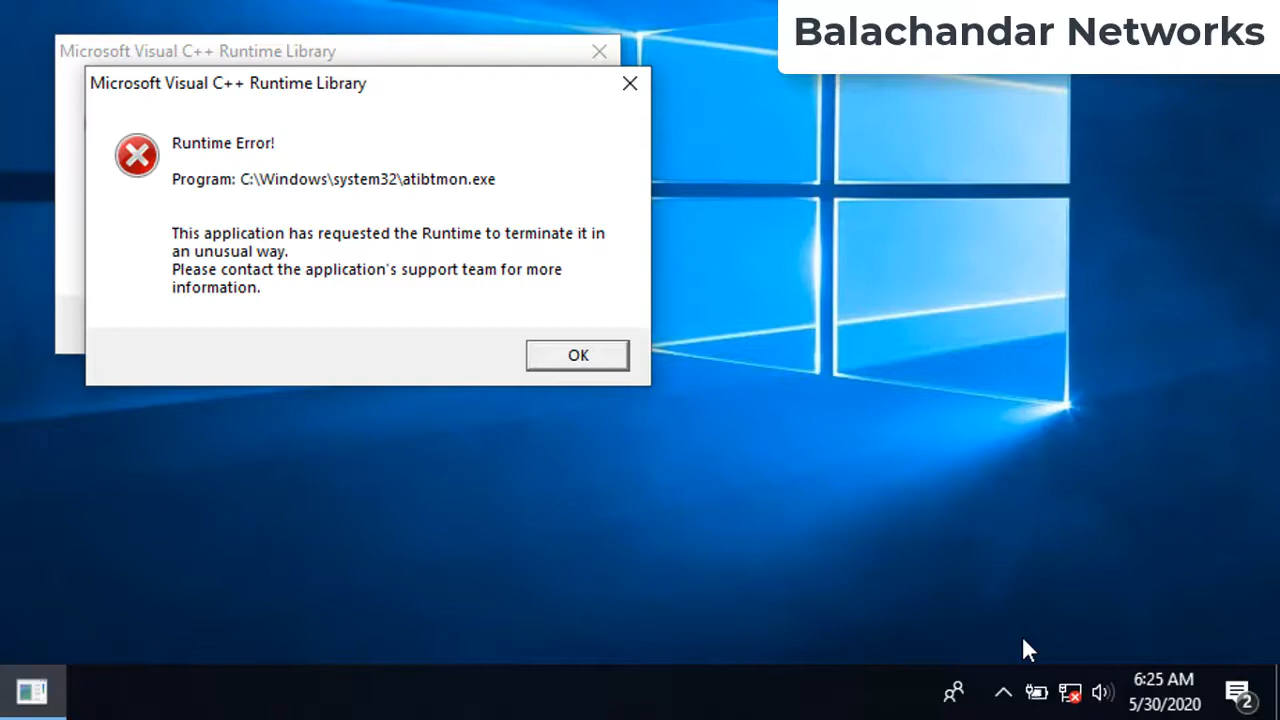 Balachandar Networks
Microsoft Visual C++ Runtime Library
Microsoft Visual C++ Runtime Library
Runtime Error!
Program: C:\Windows\system32\atibtmon.exe
This application has requested the Runtime to terminate it in
an unusual way.
Please contact the application's support team for more
information.
OK
6:25 AM
5/30/2020
2